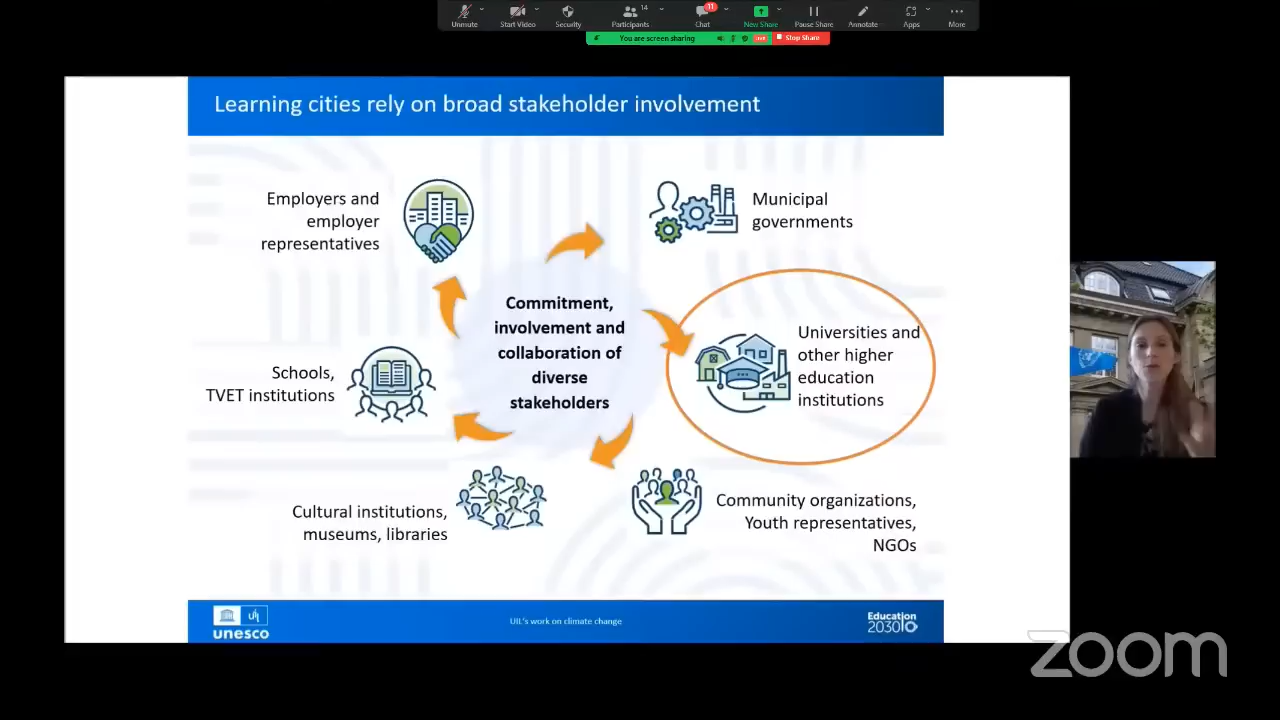 14
11
Unmute
Start Video
Security
Participants
Chat
New Share
Pause Share
Annotate
Apps
More
You are screen sharing
Stop Share
Learning cities rely on broad stakeholder involvement
Employers and
employer
representatives
Municipal
governments
Commitment,
involvement and
collaboration of
diverse
stakeholders
Universities and
other higher
education
institutions
Schools,
TVET institutions
Cultural institutions,
museums, libraries
Community organizations,
Youth representatives,
NGOs
unesco
UIL's work on climate change
Education
2030
zoom